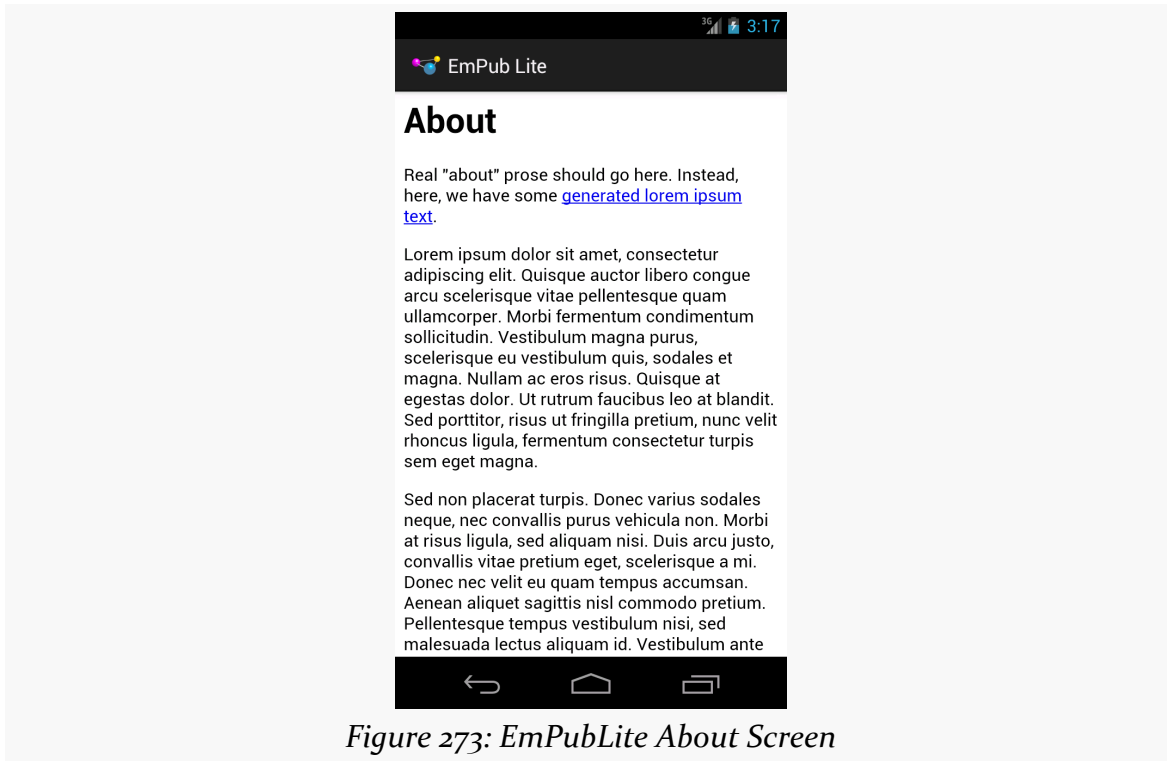 3G 3:17
EmPub Lite
About
Real "about" prose should go here. Instead,
here, we have some generated lorem ipsum
text.
Lorem ipsum dolor sit amet, consectetur
adipiscing elit. Quisque auctor libero congue
arcu scelerisque vitae pellentesque quam
ullamcorper. Morbi fermentum condimentum
sollicitudin. Vestibulum magna purus,
scelerisque eu vestibulum quis, sodales et
magna. Nullam ac eros risus. Quisque at
egestas dolor. Ut rutrum faucibus leo at blandit.
Sed porttitor, risus ut fringilla pretium, nunc velit
rhoncus ligula, fermentum consectetur turpis
sem eget magna.
Sed non placerat turpis. Donec varius sodales
neque, nec convallis purus vehicula non. Morbi
at risus ligula, sed aliquam nisi. Duis arcu justo,
convallis vitae pretium eget, scelerisque a mi.
Donec nec velit eu quam tempus accumsan.
Aenean aliquet sagittis nisl commodo pretium.
Pellentesque tempus vestibulum nisi, sed
malesuada lectus aliquam id. Vestibulum ante
Figure 273: EmPubLite About Screen